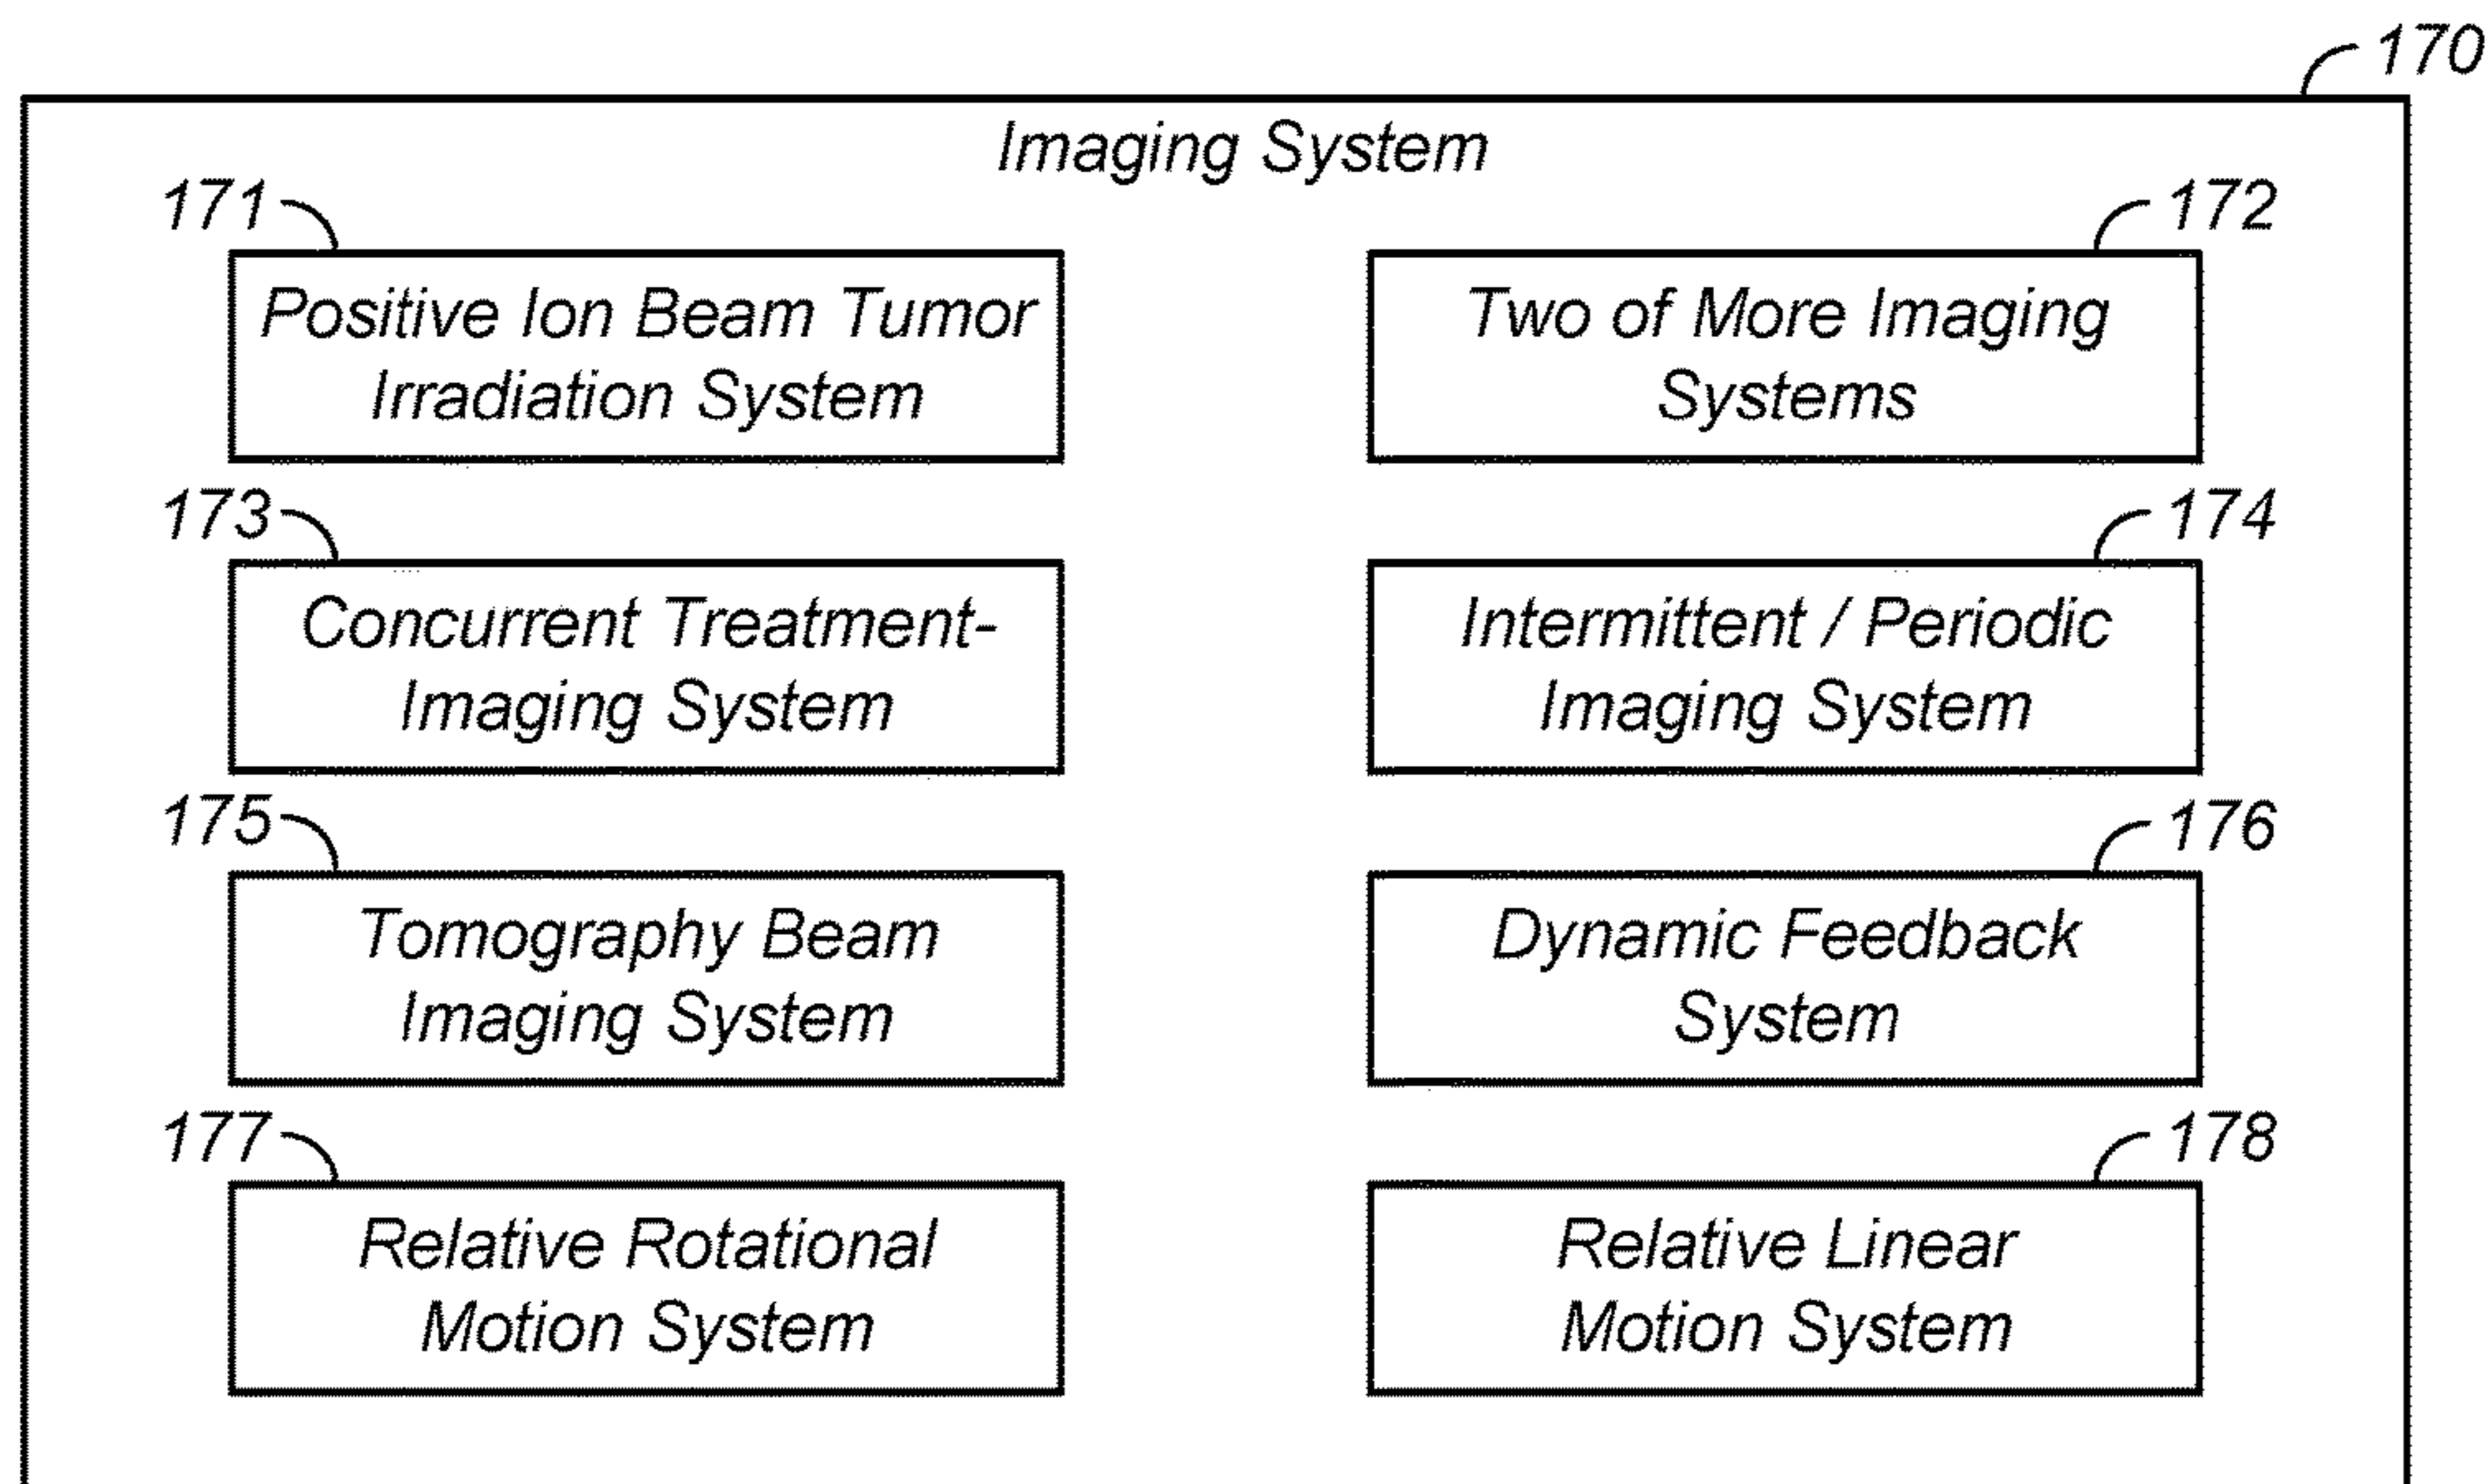 170
Imaging System
171
172
Positive Ion Beam Tumor
Irradiation System
Two of More Imaging
Systems
173
174
Concurrent Treatment-
Imaging System
Intermittent / Periodic
Imaging System
175
176
Tomography Beam
Imaging System
Dynamic Feedback
System
177
178
Relative Rotational
Motion System
Relative Linear
Motion System